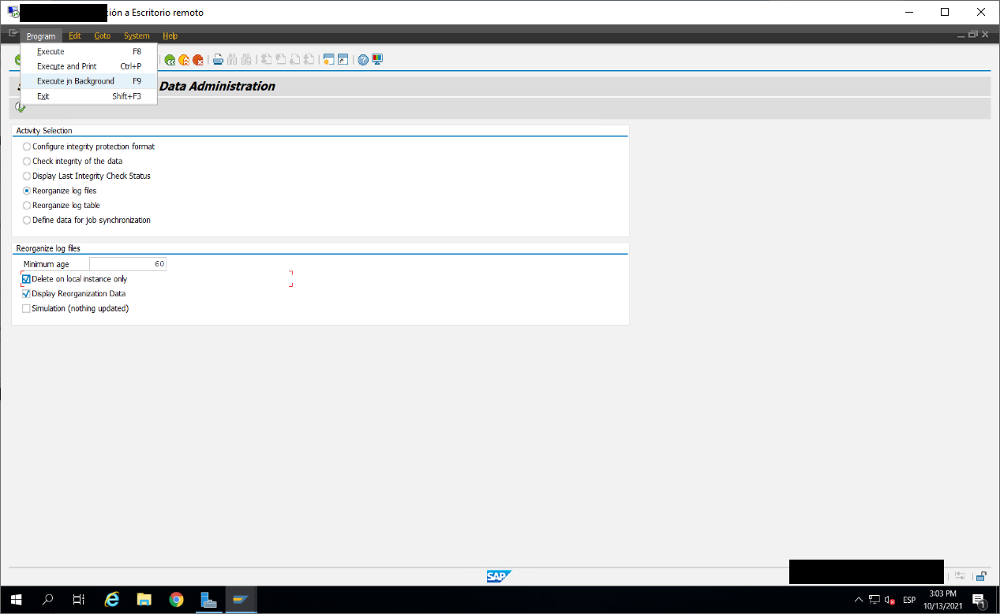 ión a Escritorio remoto
Program Edit Goto System Help
Execute F8
Execute and Print Ctrl+P
Execute in Background F9
Exit Shift+F3
Data Administration
Activity Selection
Configure integrity protection format
Check integrity of the data
Display Last Integrity Check Status
Reorganize log files
Reorganize log table
Define data for job synchronization
Reorganize log files
Minimum age 60
Delete on local instance only
Display Reorganization Data
Simulation (nothing updated)
SAP
ESP
3:03 PM
10/13/2021
1